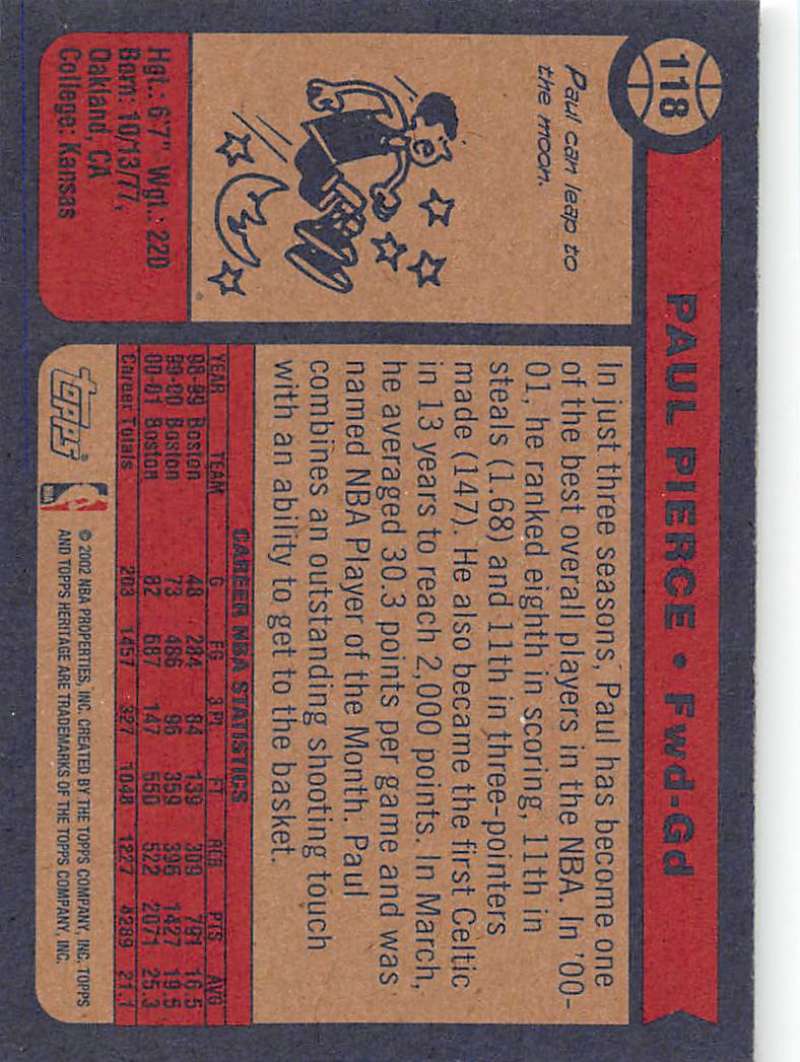 118
PAUL PIERCE • Fwd-Gd
Paul can leap to
the moon.
Hgt.: 6'7" Wgt.: 220
Born: 10/13/77,
Oakland, CA
College: Kansas
In just three seasons, Paul has become one
of the best overall players in the NBA. In '00-
01, he ranked eighth in scoring, 11th in
steals (1.68) and 11th in three-pointers
made (147). He also became the first Celtic
in 13 years to reach 2,000 points. In March,
he averaged 30.3 points per game and was
named NBA Player of the Month. Paul
combines an outstanding shooting touch
with an ability to get to the basket.
CAREER NBA STATISTICS
YEAR TEAM G FG 3 PT FT REB PTS AVG
98-99 Boston 48 284 84 139 309 791 16.5
99-00 Boston 73 486 96 359 396 1427 19.5
00-01 Boston 82 687 147 550 522 2071 25.3
Career Totals 203 1457 327 1048 1227 4289 21.1
topps®
NBA
© 2002 NBA PROPERTIES, INC. CREATED BY THE TOPPS COMPANY, INC. TOPPS
AND TOPPS HERITAGE ARE TRADEMARKS OF THE TOPPS COMPANY, INC.